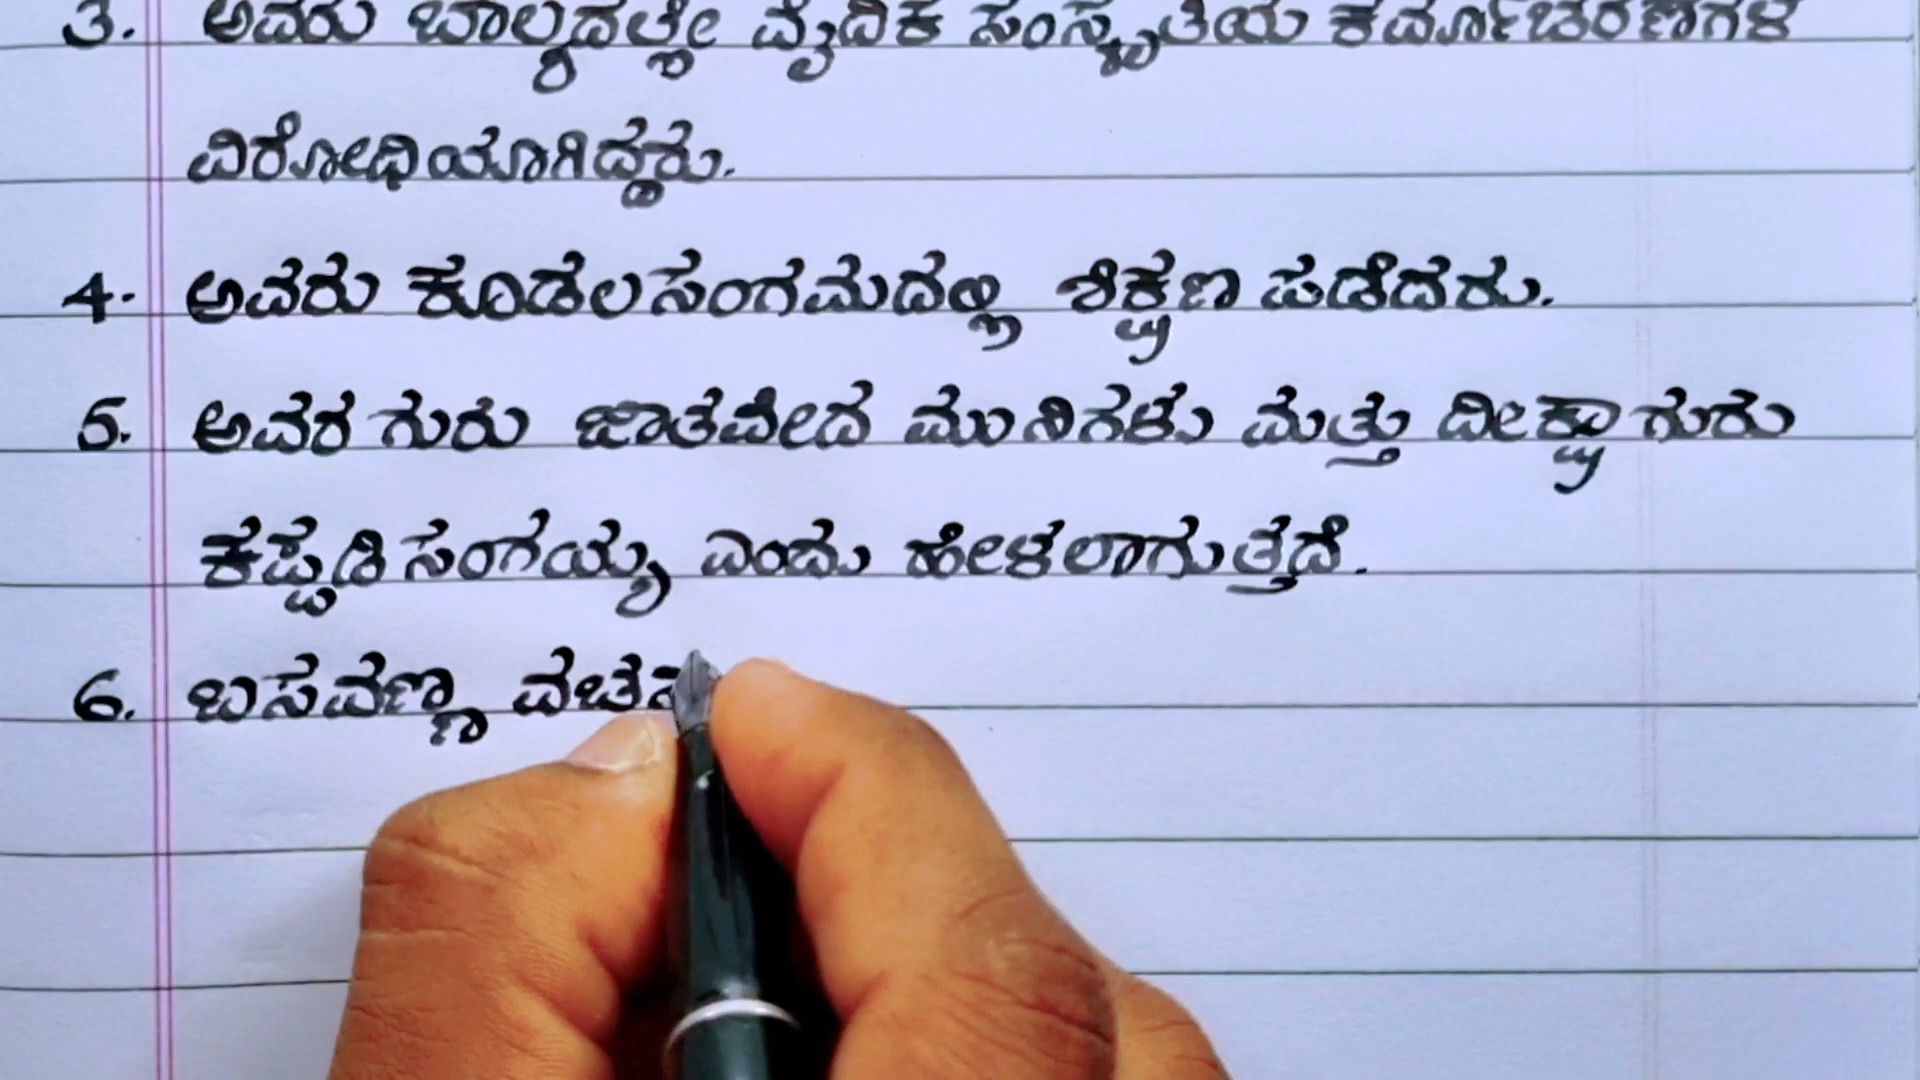 3. ಅವರು ಬಾಲ್ಯದಲ್ಲೇ ವೈದಿಕ ಸಂಸ್ಕೃತಿಯ ಕರ್ಮಾಚರಣೆಗಳ
ವಿರೋಧಿಯಾಗಿದ್ದರು.
4. ಅವರು ಕೂಡಲಸಂಗಮದಲ್ಲಿ ಶಿಕ್ಷಣ ಪಡೆದರು.
5. ಅವರ ಗುರು ಜಾತವೇದ ಮುನಿಗಳು ಮತ್ತು ದೀಕ್ಷಾಗುರು
ಕಪ್ಪಡಿ ಸಂಗಯ್ಯ ಎಂದು ಹೇಳಲಾಗುತ್ತದೆ.
6. ಬಸವಣ್ಣ